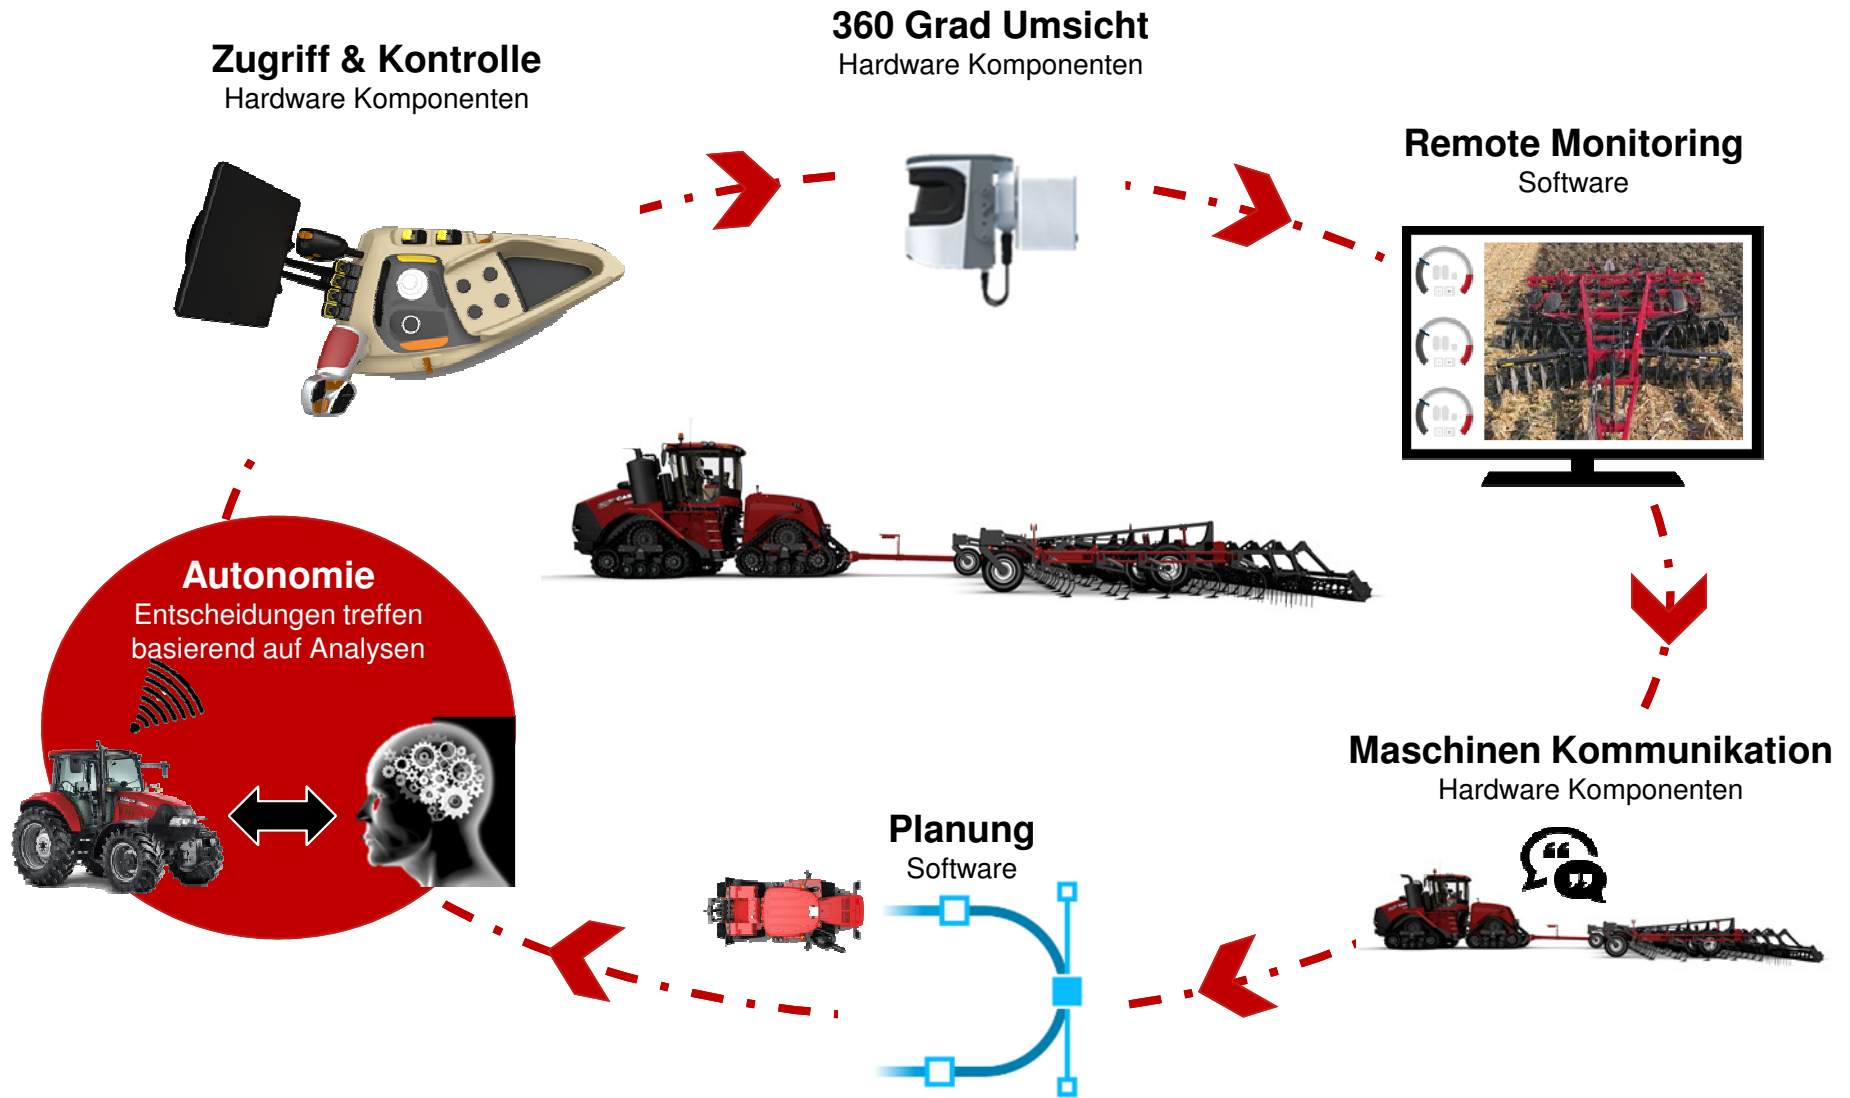 Zugriff & Kontrolle
Hardware Komponenten
360 Grad Umsicht
Hardware Komponenten
Remote Monitoring
Software
Maschinen Kommunikation
Hardware Komponenten
Planung
Software
Autonomie
Entscheidungen treffen
basierend auf Analysen